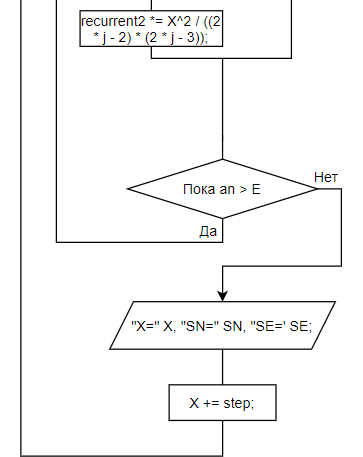 recurrent2 *= X^2 / ((2
* j - 2) * (2 * j - 3));
Пока an > E
Нет
Да
"X=" X, "SN=" SN, "SE=' SE;
X += step;